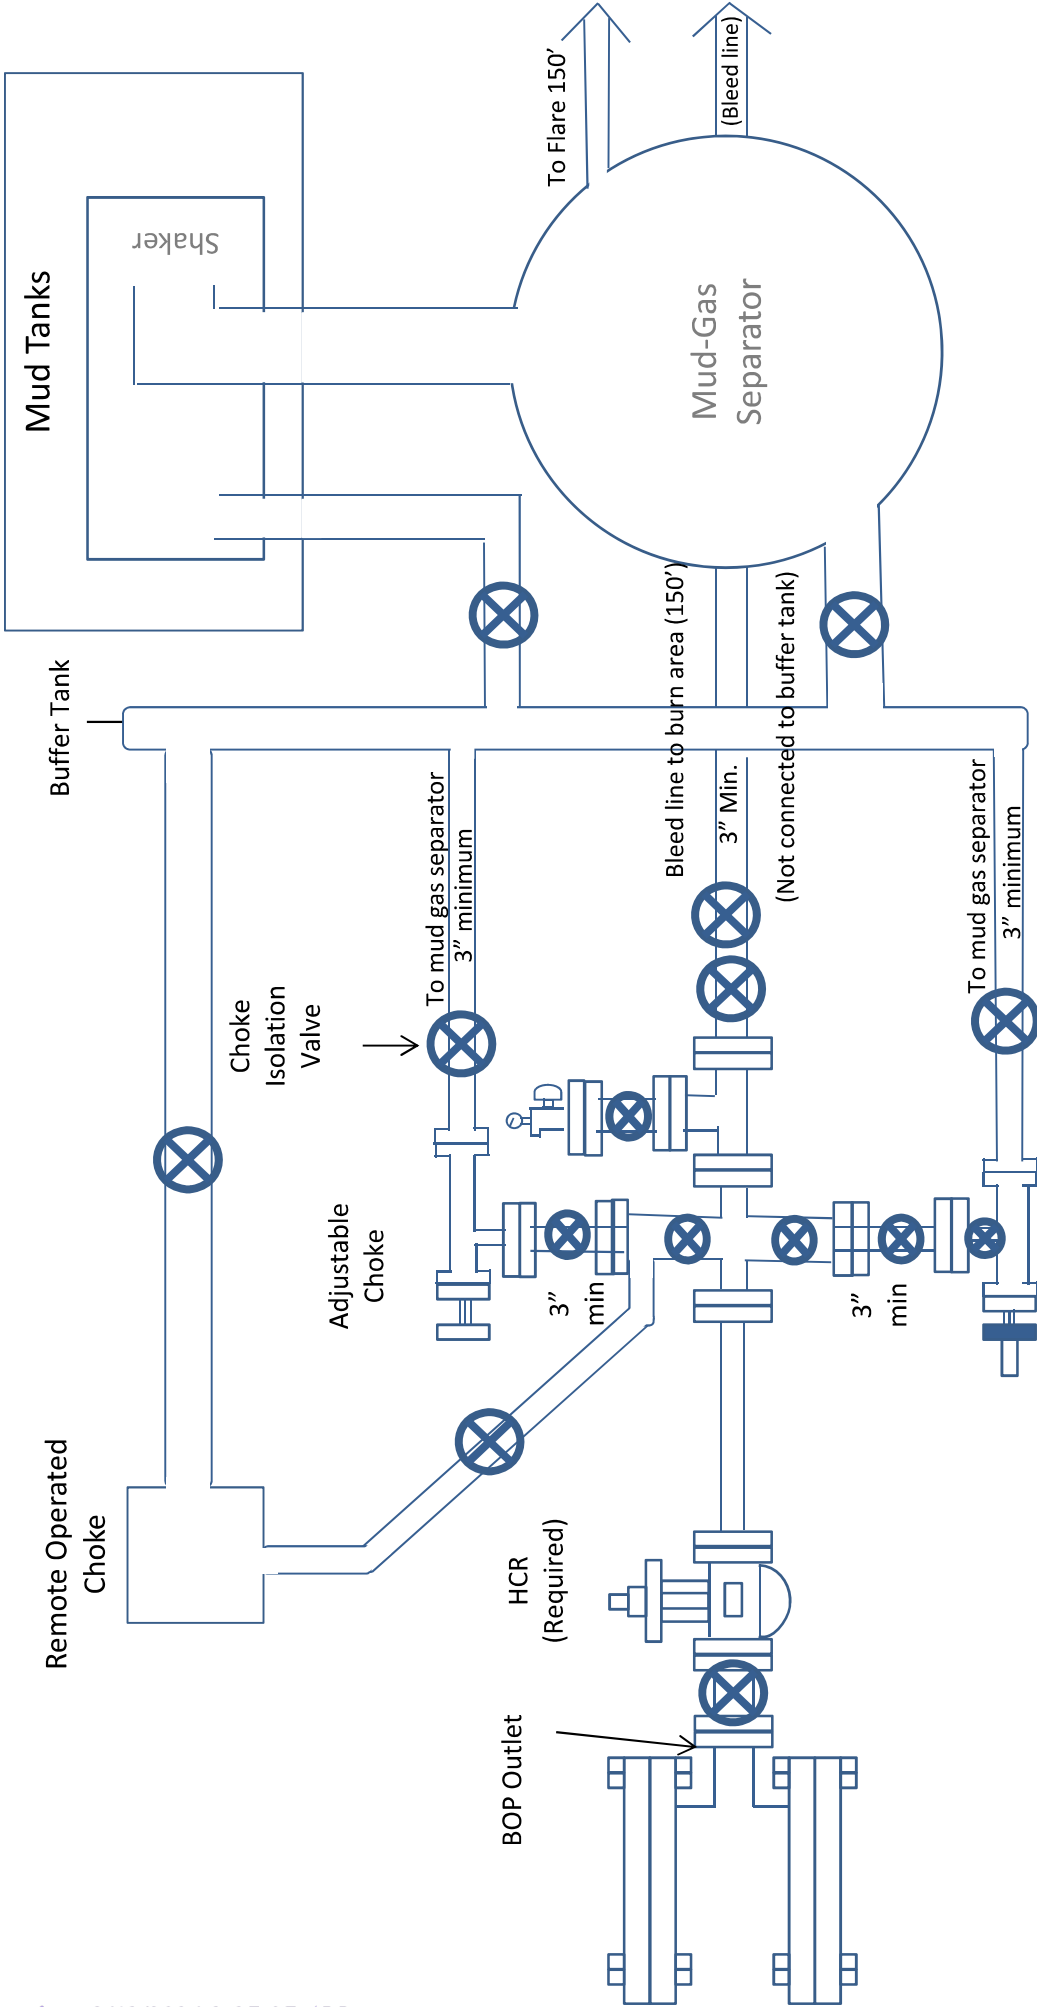 To Flare 150’
(Bleed line)
Mud Tanks
Shaker
Mud-Gas
Separator
Buffer Tank
Bleed line to burn area (150’)
3” Min.
(Not connected to buffer tank)
To mud gas separator
3” minimum
To mud gas separator
3” minimum
Choke
Isolation
Valve
Adjustable
Choke
3”
min
3”
min
Remote Operated
Choke
HCR
(Required)
BOP Outlet